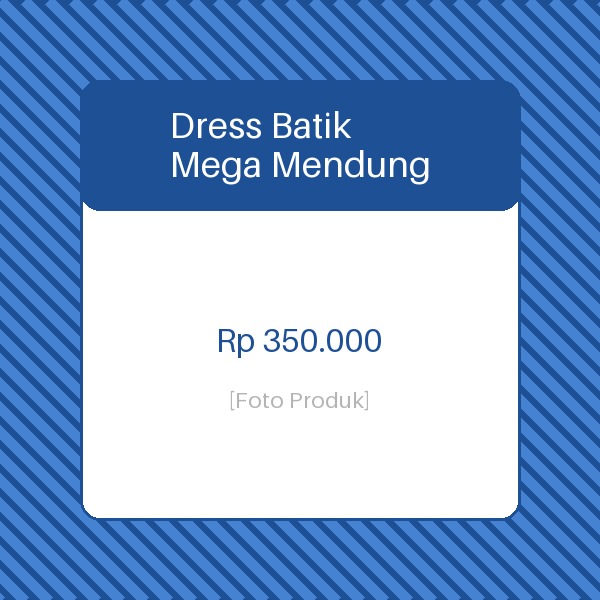 Dress Batik
Mega Mendung
Rp 350.000
[Foto Produk]